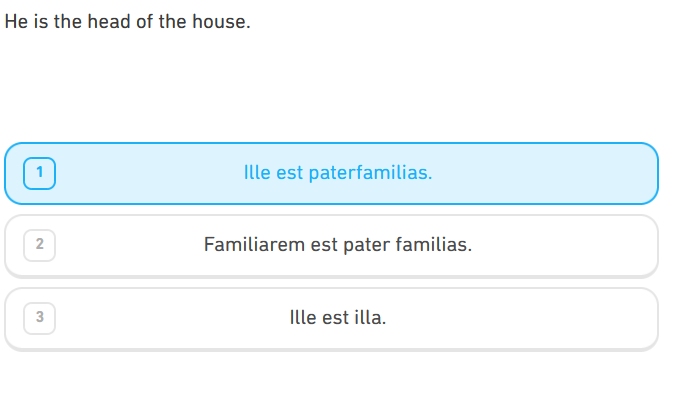 He is the head of the house.
1 Ille est paterfamilias.
2 Familiarem est pater familias.
3 Ille est illa.